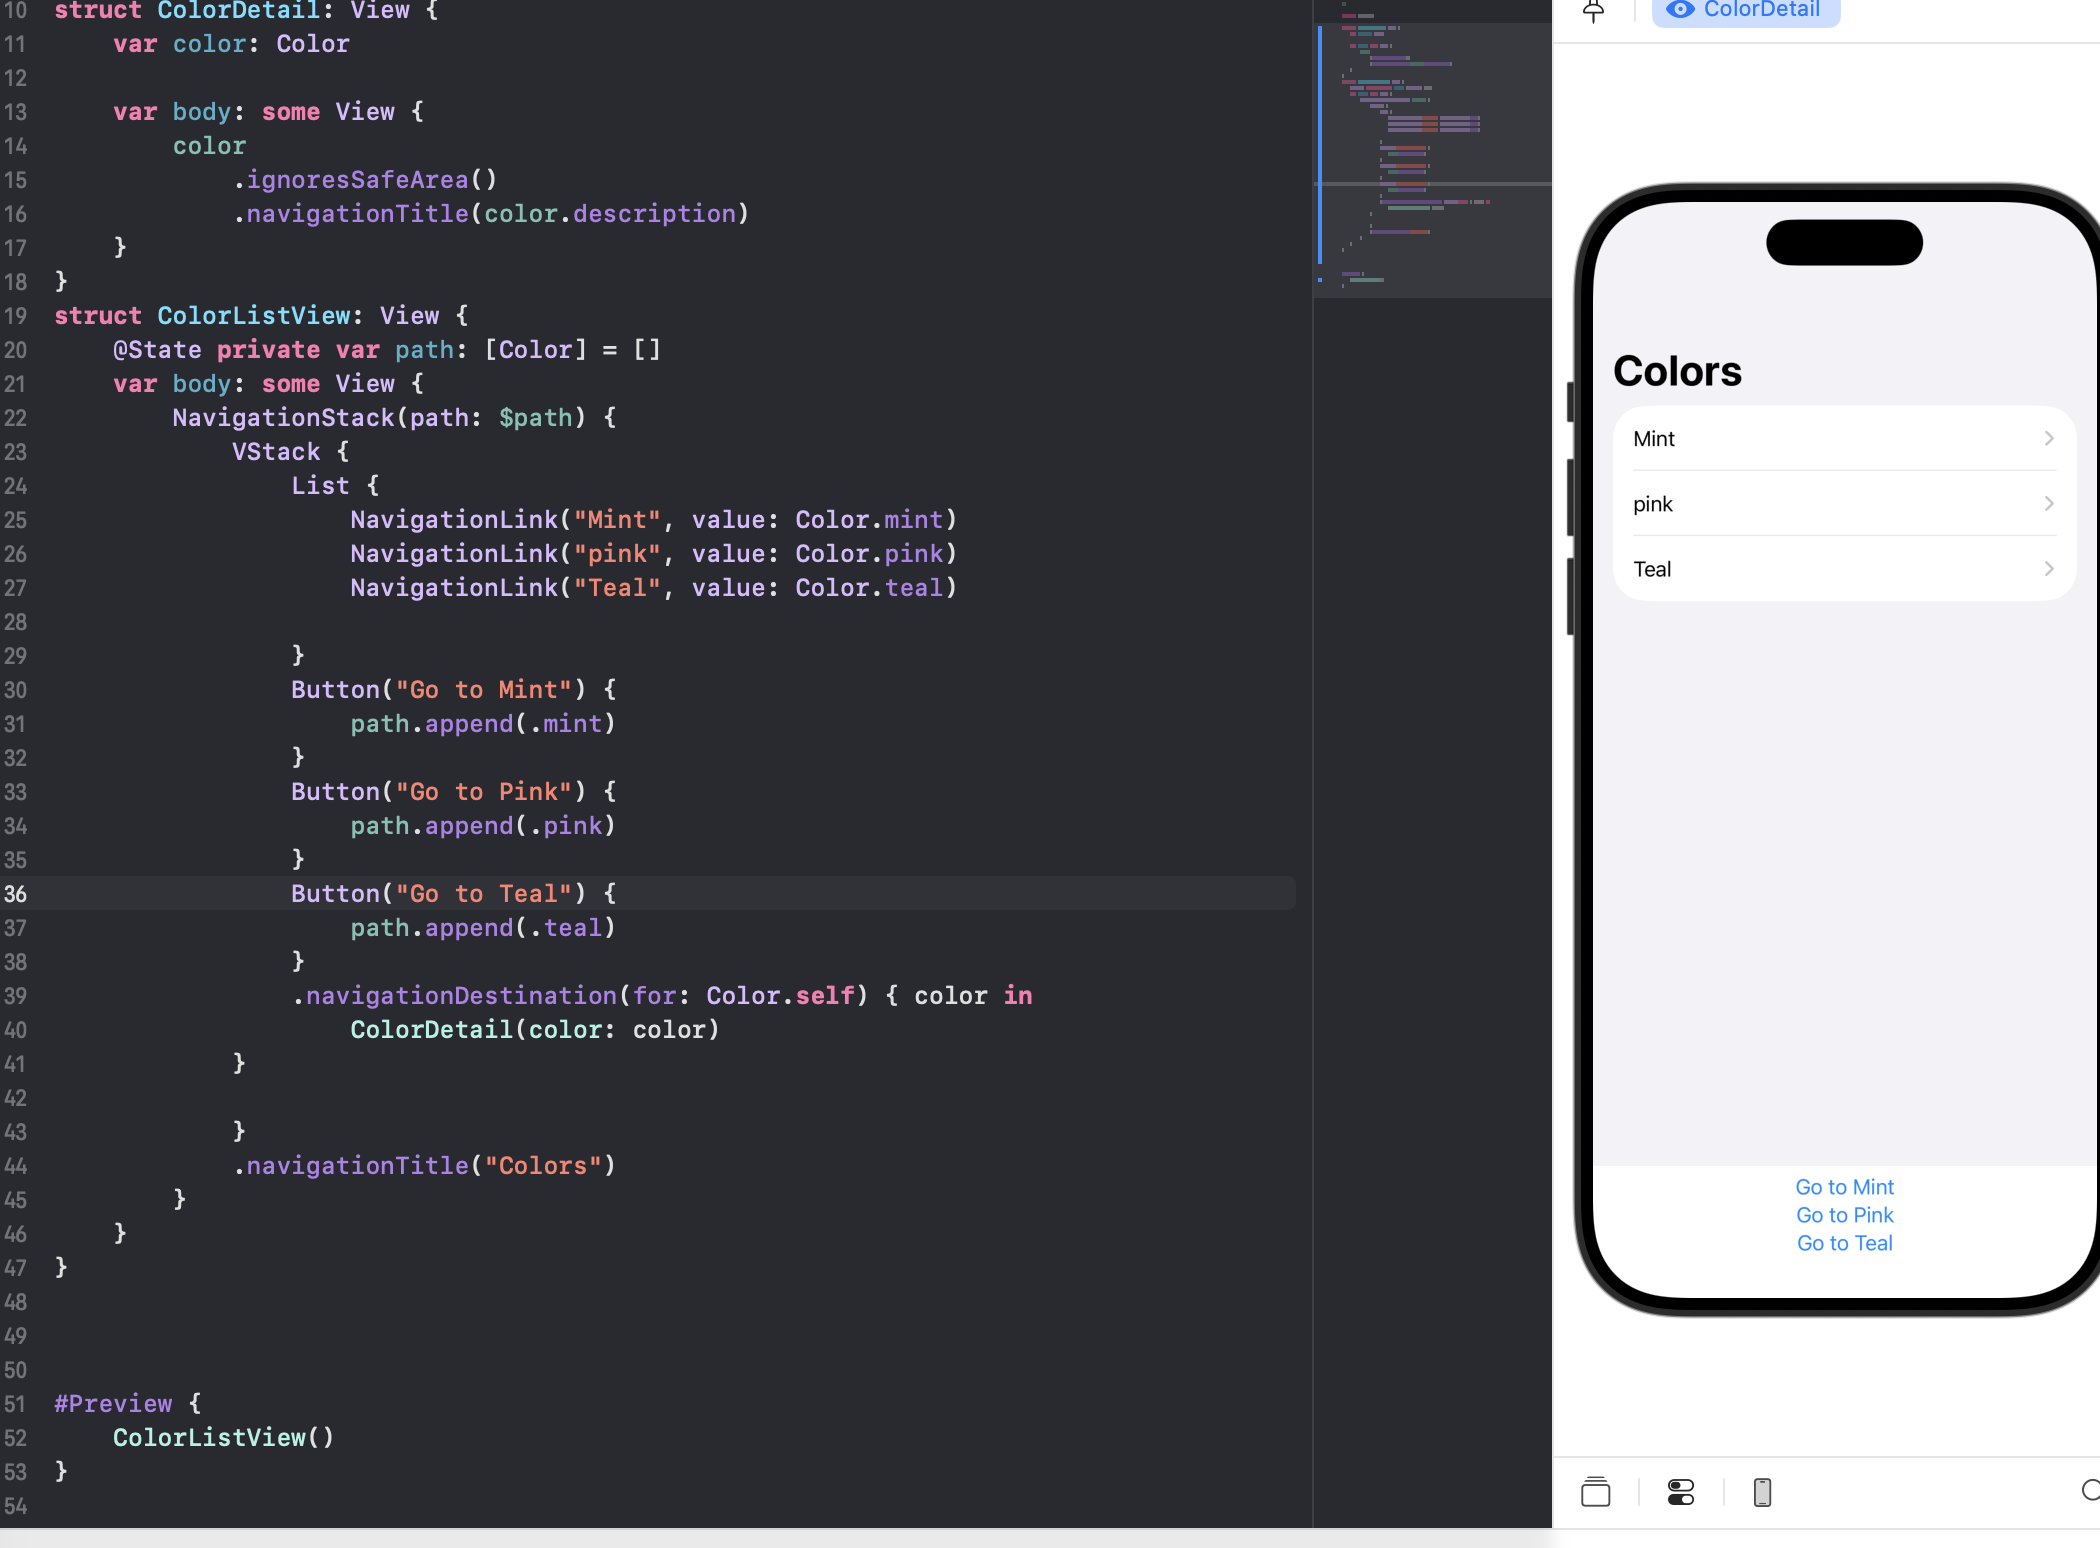 10 struct ColorDetail: View {
11     var color: Color
12
13     var body: some View {
14         color
15             .ignoresSafeArea()
16             .navigationTitle(color.description)
17     }
18 }
19 struct ColorListView: View {
20     @State private var path: [Color] = []
21     var body: some View {
22         NavigationStack(path: $path) {
23             VStack {
24                 List {
25                     NavigationLink("Mint", value: Color.mint)
26                     NavigationLink("pink", value: Color.pink)
27                     NavigationLink("Teal", value: Color.teal)
28
29                 }
30                 Button("Go to Mint") {
31                     path.append(.mint)
32                 }
33                 Button("Go to Pink") {
34                     path.append(.pink)
35                 }
36                 Button("Go to Teal") {
37                     path.append(.teal)
38                 }
39                 .navigationDestination(for: Color.self) { color in
40                     ColorDetail(color: color)
41             }
42
43             }
44             .navigationTitle("Colors")
45         }
46     }
47 }
48
49
50
51 #Preview {
52     ColorListView()
53 }
54
ColorDetail
Colors
Mint
pink
Teal
Go to Mint
Go to Pink
Go to Teal